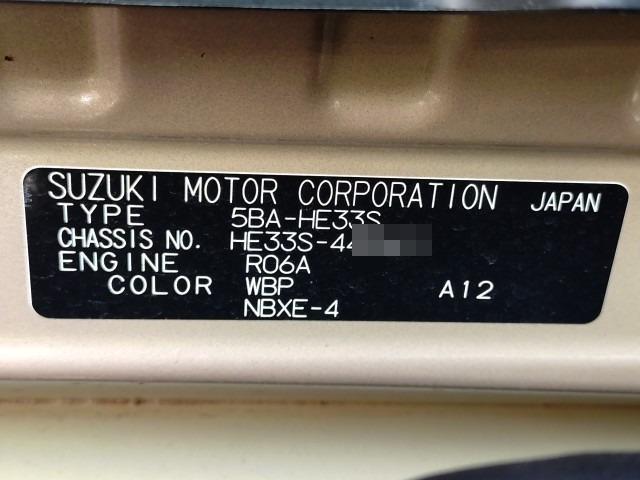 SUZUKI MOTOR CORPORATION JAPAN
TYPE 5BA-HE33S
CHASSIS NO. HE33S-44
ENGINE R06A
COLOR WBP A12
NBXE-4